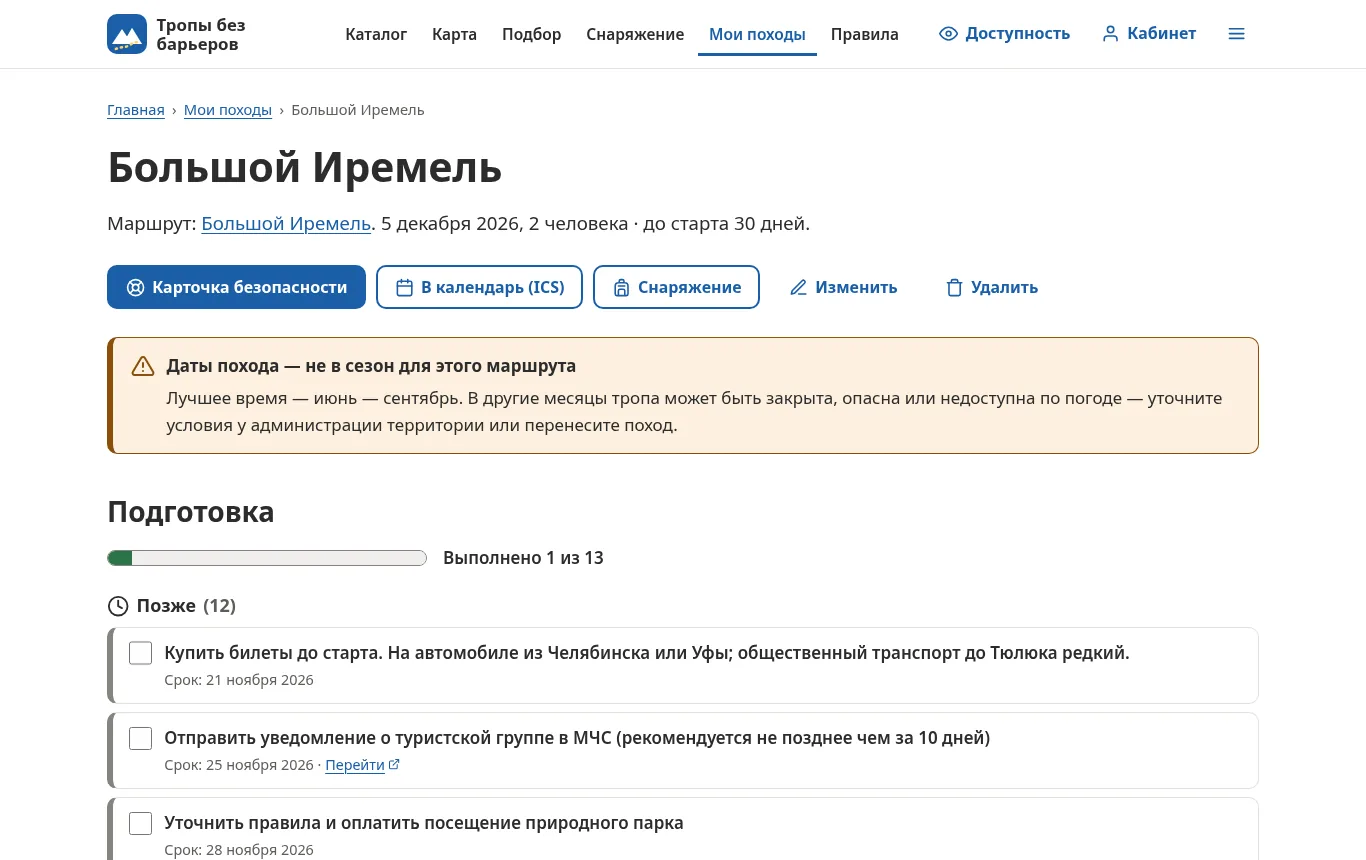 Тропы без
барьеров
Каталог
Карта
Подбор
Снаряжение
Мои походы
Правила
Доступность
Кабинет
Главная › Мои походы › Большой Иремель
Большой Иремель
Маршрут: Большой Иремель. 5 декабря 2026, 2 человека · до старта 30 дней.
Карточка безопасности
В календарь (ICS)
Снаряжение
Изменить
Удалить
Даты похода — не в сезон для этого маршрута
Лучшее время — июнь — сентябрь. В другие месяцы тропа может быть закрыта, опасна или недоступна по погоде — уточните
условия у администрации территории или перенесите поход.
Подготовка
Выполнено 1 из 13
Позже (12)
Купить билеты до старта. На автомобиле из Челябинска или Уфы; общественный транспорт до Тюлюка редкий.
Срок: 21 ноября 2026
Отправить уведомление о туристской группе в МЧС (рекомендуется не позднее чем за 10 дней)
Срок: 25 ноября 2026 · Перейти
Уточнить правила и оплатить посещение природного парка
Срок: 28 ноября 2026